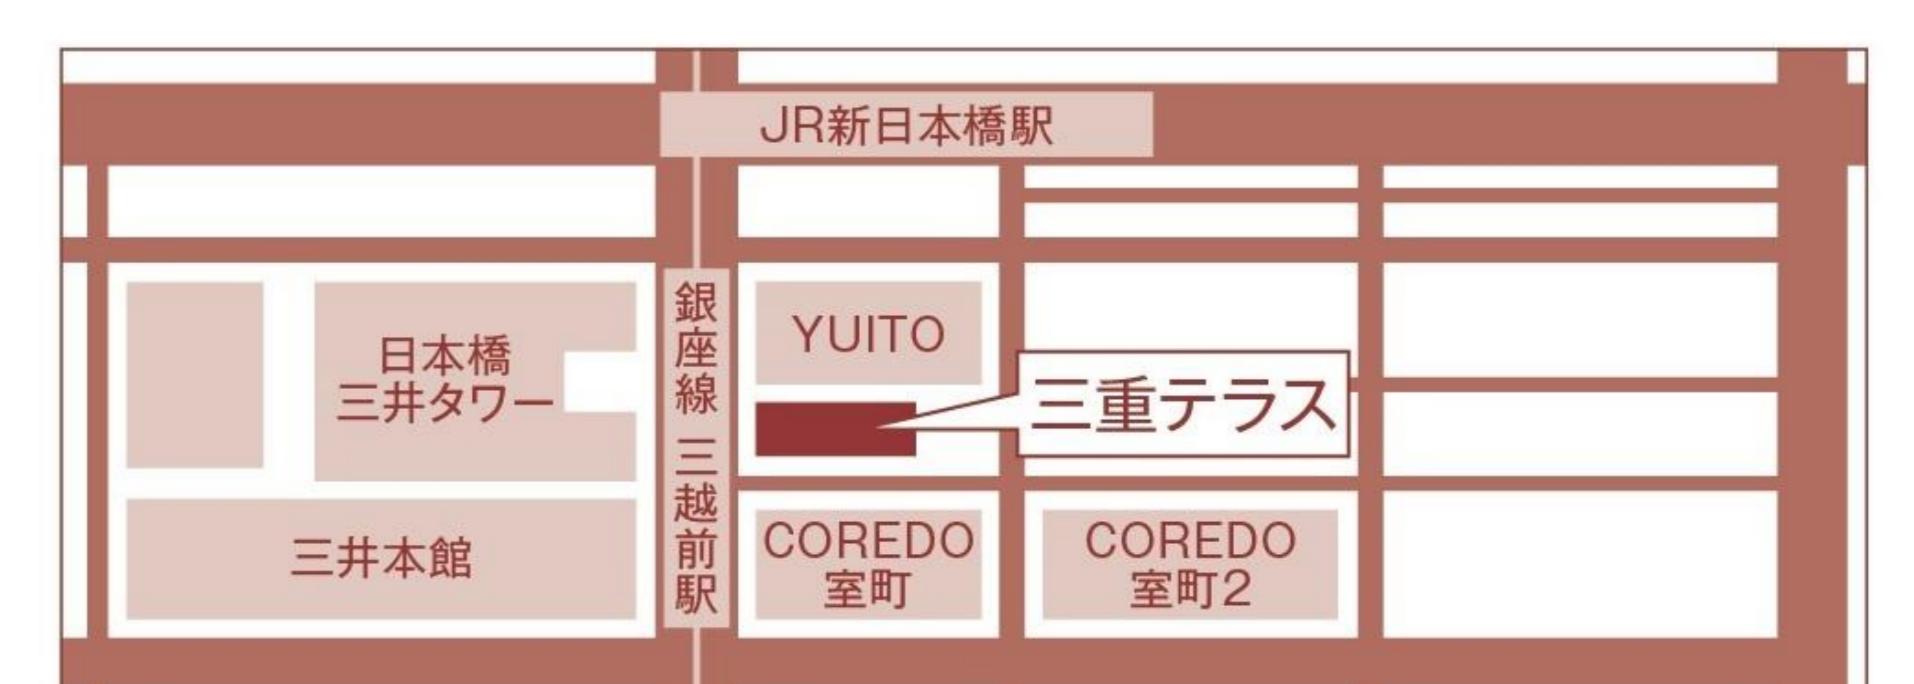 JR新日本橋駅
銀座線 三越前駅
YUITO
日本橋
三井タワー
三重テラス
三井本館
COREDO
室町
COREDO
室町2